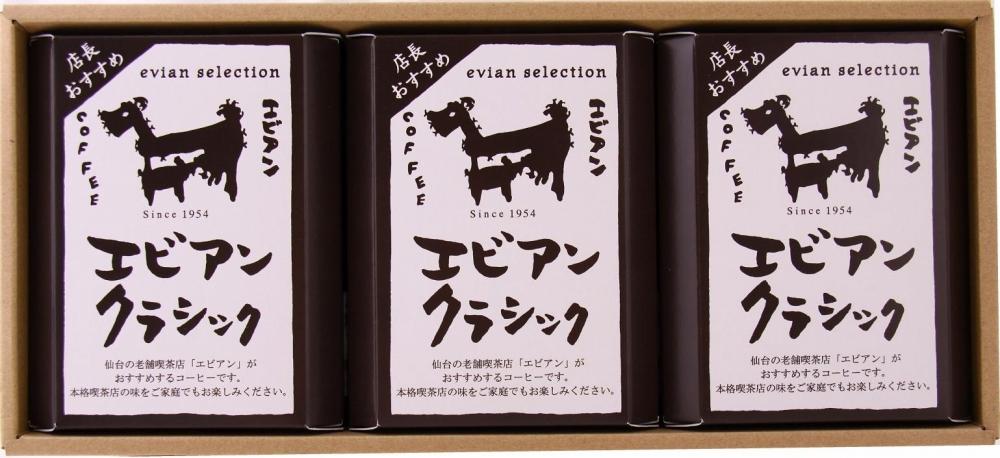 店長
おすすめ
evian selection
COFFEE
エビアン
Since 1954
エビアン
クラシック
仙台の老舗喫茶店「エビアン」が
おすすめするコーヒーです。
本格喫茶店の味をご家庭でもお楽しみください。
店長
おすすめ
evian selection
COFFEE
エビアン
Since 1954
エビアン
クラシック
仙台の老舗喫茶店「エビアン」が
おすすめするコーヒーです。
本格喫茶店の味をご家庭でもお楽しみください。
店長
おすすめ
evian selection
COFFEE
エビアン
Since 1954
エビアン
クラシック
仙台の老舗喫茶店「エビアン」が
おすすめするコーヒーです。
本格喫茶店の味をご家庭でもお楽しみください。